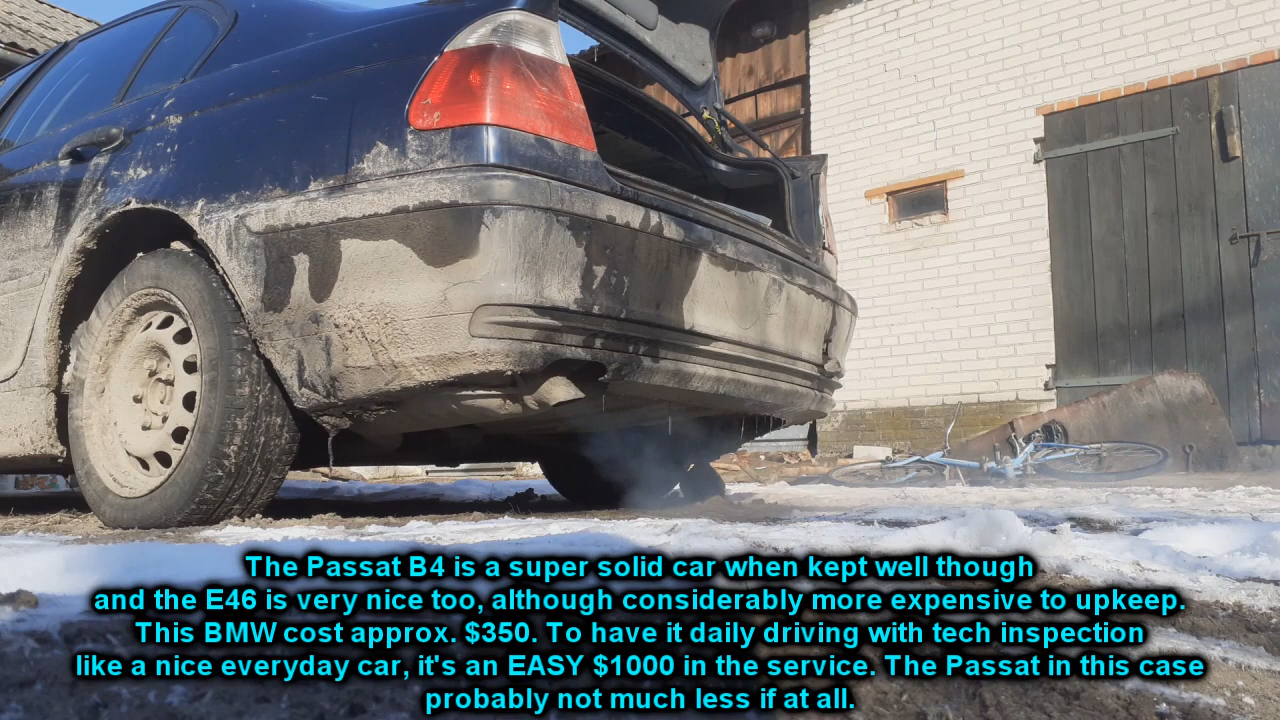 The Passat B4 is a super solid car when kept well though
and the E46 is very nice too, although considerably more expensive to upkeep.
This BMW cost approx. $350. To have it daily driving with tech inspection
like a nice everyday car, it's an EASY $1000 in the service. The Passat in this case
probably not much less if at all.